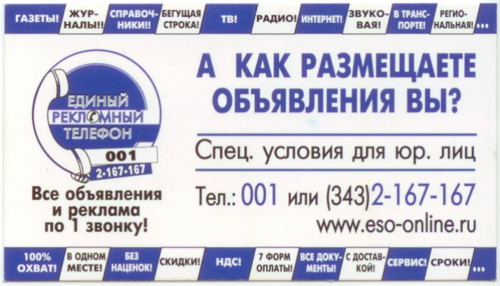 ГАЗЕТЫ! ЖУР-НАЛЫ!! СПРАВОЧ-НИКИ!! БЕГУЩАЯ СТРОКА! ТВ! РАДИО! ИНТЕРНЕТ! ЗВУКО-ВАЯ! В ТРАНС-ПОРТЕ! РЕГИО-НАЛЬНАЯ!...
А КАК РАЗМЕЩАЕТЕ
ОБЪЯВЛЕНИЯ ВЫ?
ЕДИНЫЙ
РЕКЛАМНЫЙ
ТЕЛЕФОН
001
2-167-167
Все объявления
и реклама
по 1 звонку!
Спец. условия для юр. лиц
Тел.: 001 или (343)2-167-167
www.eso-online.ru
100% ОХВАТ! В ОДНОМ МЕСТЕ! БЕЗ НАЦЕНОК! СКИДКИ! НДС! 7 ФОРМ ОПЛАТЫ! ВСЕ ДОКУ-МЕНТЫ! С ДОСТАВ-КОЙ! СЕРВИС! СРОКИ!...